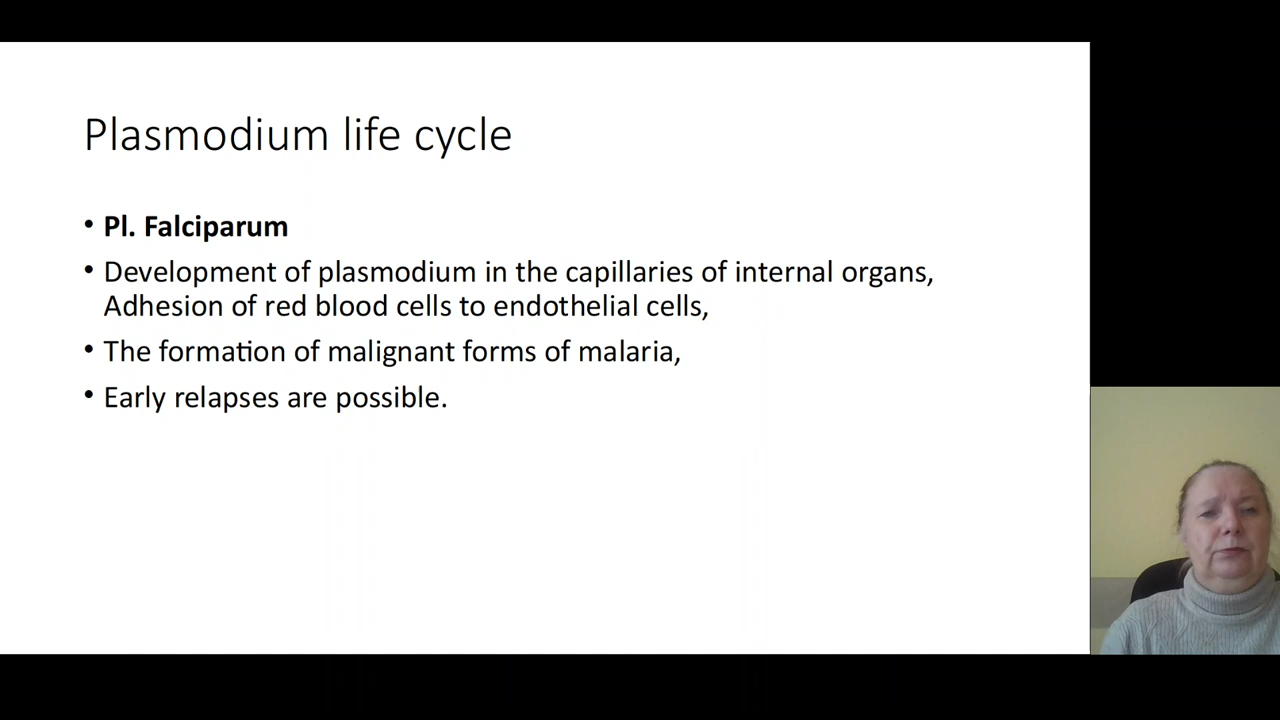 Plasmodium life cycle
• Pl. Falciparum
• Development of plasmodium in the capillaries of internal organs,
Adhesion of red blood cells to endothelial cells,
• The formation of malignant forms of malaria,
• Early relapses are possible.